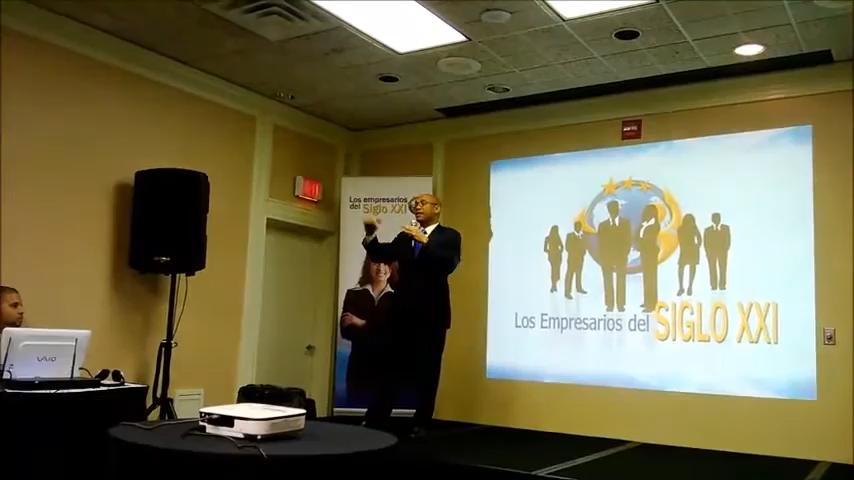 Los empresarios
del Siglo XXI
Los Empresarios del SIGLO XXI
VAIO
EXIT